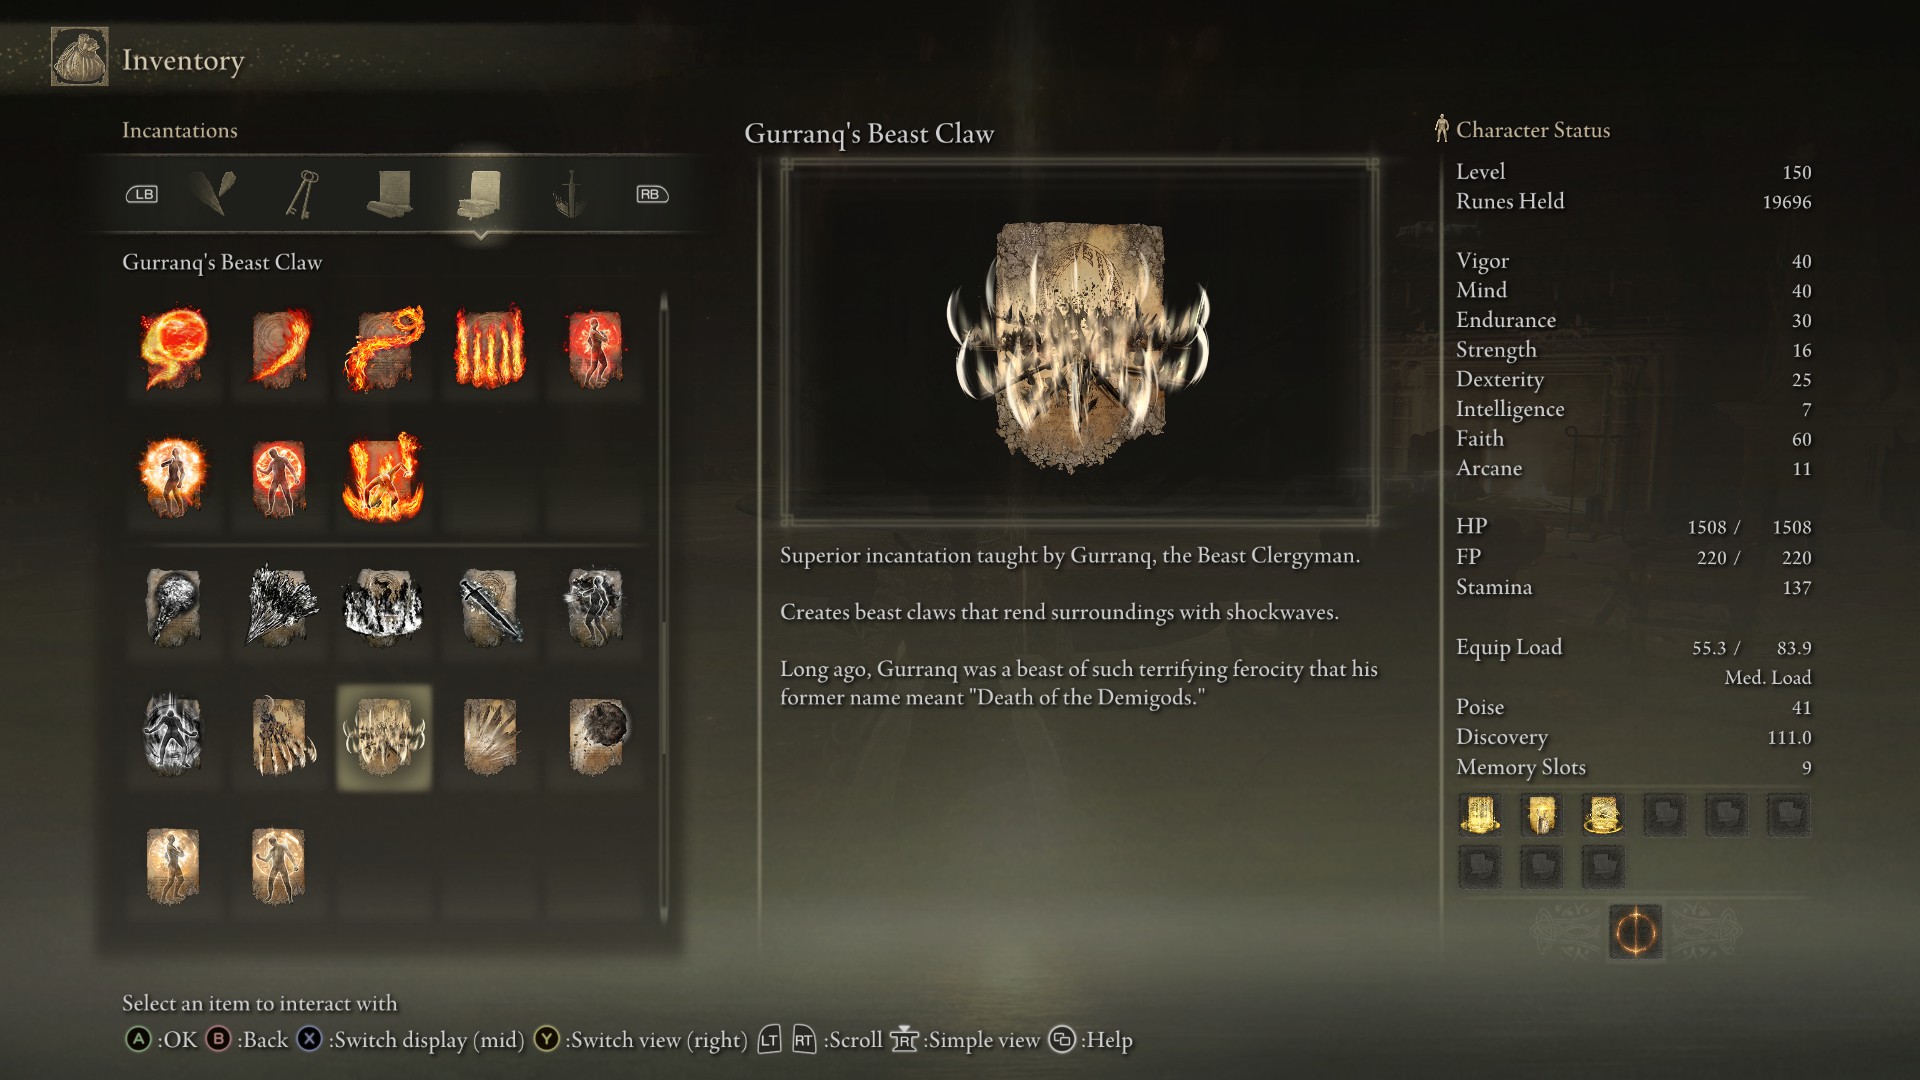 Inventory
Incantations
LB
RB
Gurranq's Beast Claw
Gurranq's Beast Claw
Superior incantation taught by Gurranq, the Beast Clergyman.
Creates beast claws that rend surroundings with shockwaves.
Long ago, Gurranq was a beast of such terrifying ferocity that his
former name meant "Death of the Demigods."
Character Status
Level 150
Runes Held 19696
Vigor 40
Mind 40
Endurance 30
Strength 16
Dexterity 25
Intelligence 7
Faith 60
Arcane 11
HP 1508 / 1508
FP 220 / 220
Stamina 137
Equip Load 55.3 / 83.9
Med. Load
Poise 41
Discovery 111.0
Memory Slots 9
Select an item to interact with
A :OK B :Back X :Switch display (mid) Y :Switch view (right) LT RT :Scroll R :Simple view :Help